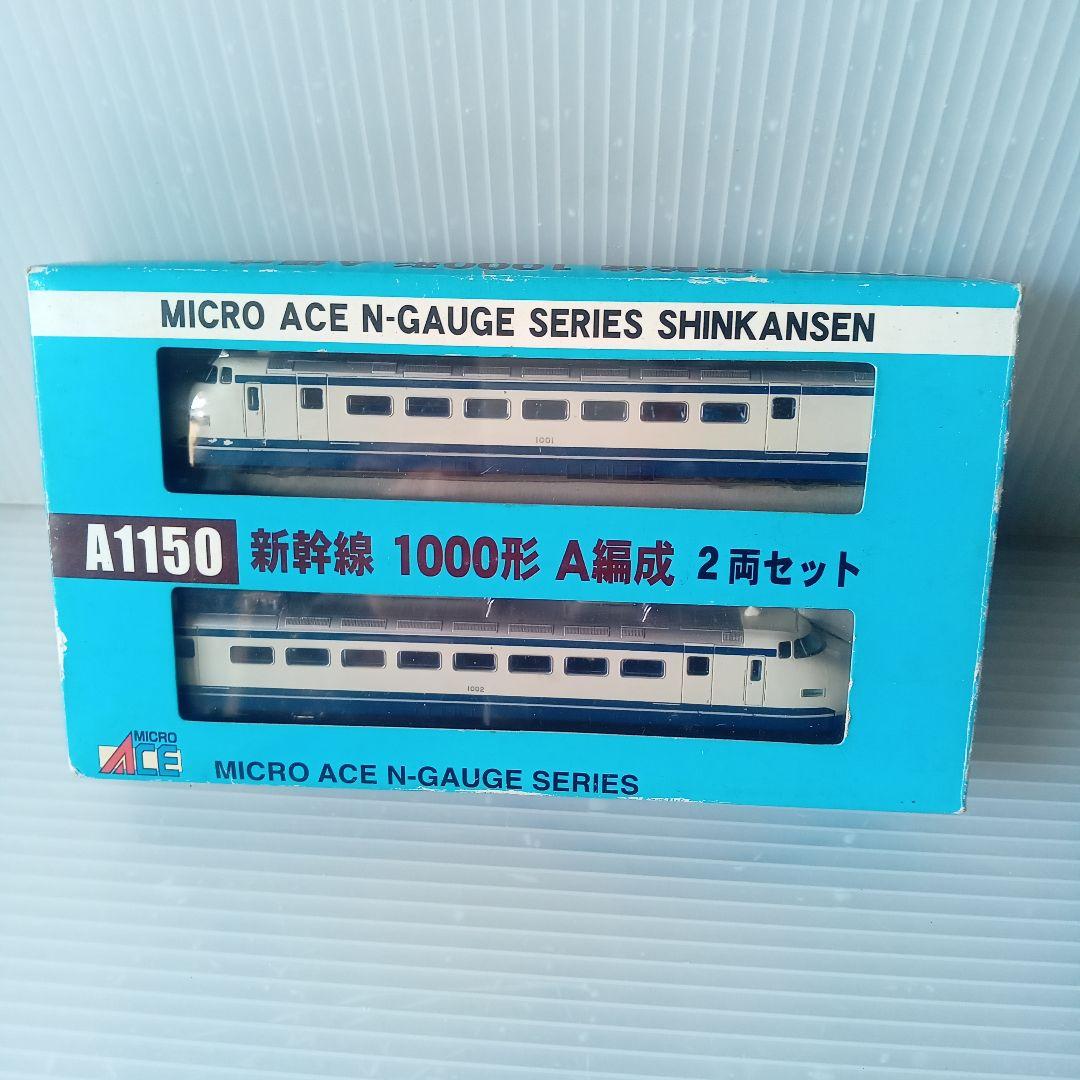 MICRO ACE N-GAUGE SERIES SHINKANSEN
1001
A1150 新幹線 1000形 A編成 2両セット
1002
MICRO ACE
MICRO ACE N-GAUGE SERIES